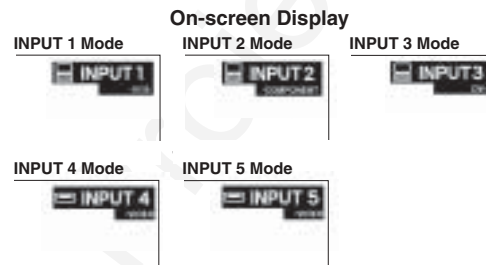 On-screen Display
INPUT 1 Mode INPUT 2 Mode INPUT 3 Mode
INPUT 1 INPUT 2 INPUT3
COMPONENT
INPUT 4 Mode INPUT 5 Mode
INPUT 4 INPUT 5
VIDEO